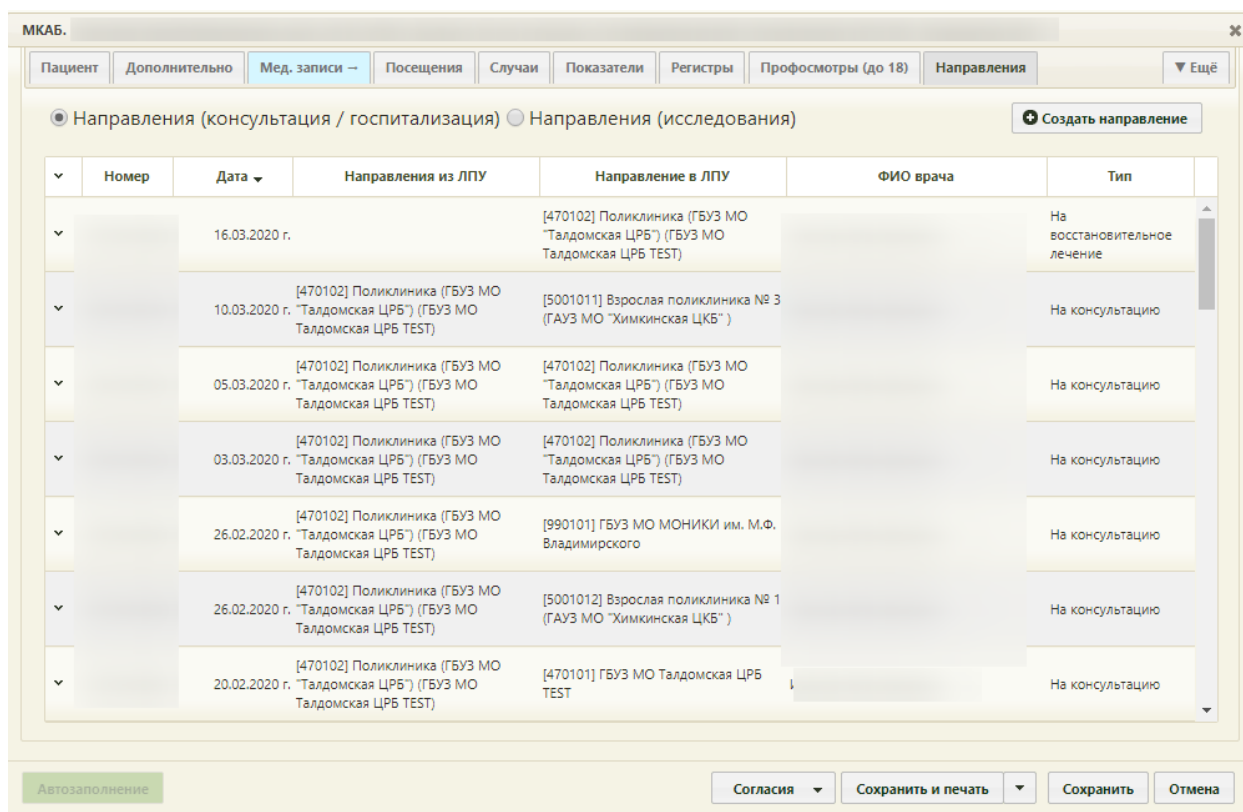 МКАБ.
Пациент Дополнительно Мед. записи → Посещения Случаи Показатели Регистры Профосмотры (до 18) Направления Ещё
Направления (консультация / госпитализация) Направления (исследования) Создать направление
Номер Дата Направления из ЛПУ Направление в ЛПУ ФИО врача Тип
16.03.2020 г.
[470102] Поликлиника (ГБУЗ МО
"Талдомская ЦРБ") (ГБУЗ МО
Талдомская ЦРБ TEST)
На
восстановительное
лечение
10.03.2020 г.
[470102] Поликлиника (ГБУЗ МО
"Талдомская ЦРБ") (ГБУЗ МО
Талдомская ЦРБ TEST)
[5001011] Взрослая поликлиника № 3
(ГАУЗ МО "Химкинская ЦКБ" )
На консультацию
05.03.2020 г.
[470102] Поликлиника (ГБУЗ МО
"Талдомская ЦРБ") (ГБУЗ МО
Талдомская ЦРБ TEST)
[470102] Поликлиника (ГБУЗ МО
"Талдомская ЦРБ") (ГБУЗ МО
Талдомская ЦРБ TEST)
На консультацию
03.03.2020 г.
[470102] Поликлиника (ГБУЗ МО
"Талдомская ЦРБ") (ГБУЗ МО
Талдомская ЦРБ TEST)
[470102] Поликлиника (ГБУЗ МО
"Талдомская ЦРБ") (ГБУЗ МО
Талдомская ЦРБ TEST)
На консультацию
26.02.2020 г.
[470102] Поликлиника (ГБУЗ МО
"Талдомская ЦРБ") (ГБУЗ МО
Талдомская ЦРБ TEST)
[990101] ГБУЗ МО МОНИКИ им. М.Ф.
Владимирского
На консультацию
26.02.2020 г.
[470102] Поликлиника (ГБУЗ МО
"Талдомская ЦРБ") (ГБУЗ МО
Талдомская ЦРБ TEST)
[5001012] Взрослая поликлиника № 1
(ГАУЗ МО "Химкинская ЦКБ" )
На консультацию
20.02.2020 г.
[470102] Поликлиника (ГБУЗ МО
"Талдомская ЦРБ") (ГБУЗ МО
Талдомская ЦРБ TEST)
[470101] ГБУЗ МО Талдомская ЦРБ
TEST
На консультацию
Автозаполнение Согласия Сохранить и печать Сохранить Отмена